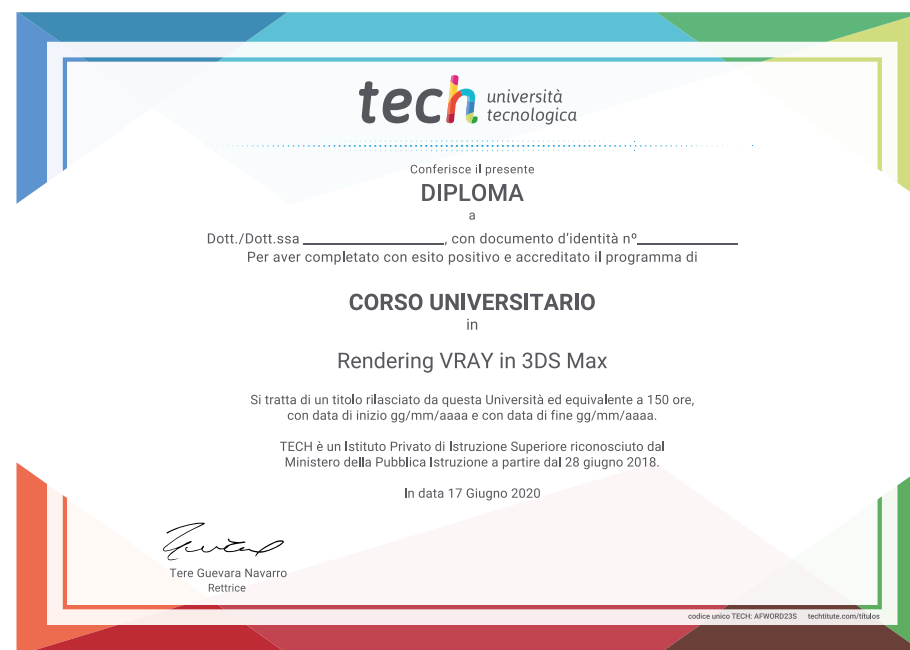 tech università
tecnologica
Conferisce il presente
DIPLOMA
a
Dott./Dott.ssa _________________, con documento d'identità nº____________
Per aver completato con esito positivo e accreditato il programma di
CORSO UNIVERSITARIO
in
Rendering VRAY in 3DS Max
Si tratta di un titolo rilasciato da questa Università ed equivalente a 150 ore,
con data di inizio gg/mm/aaaa e con data di fine gg/mm/aaaa.
TECH è un Istituto Privato di Istruzione Superiore riconosciuto dal
Ministero della Pubblica Istruzione a partire dal 28 giugno 2018.
In data 17 Giugno 2020
Tere Guevara Navarro
Rettrice
codice unico TECH: AFWORD23S techtitute.com/titulos